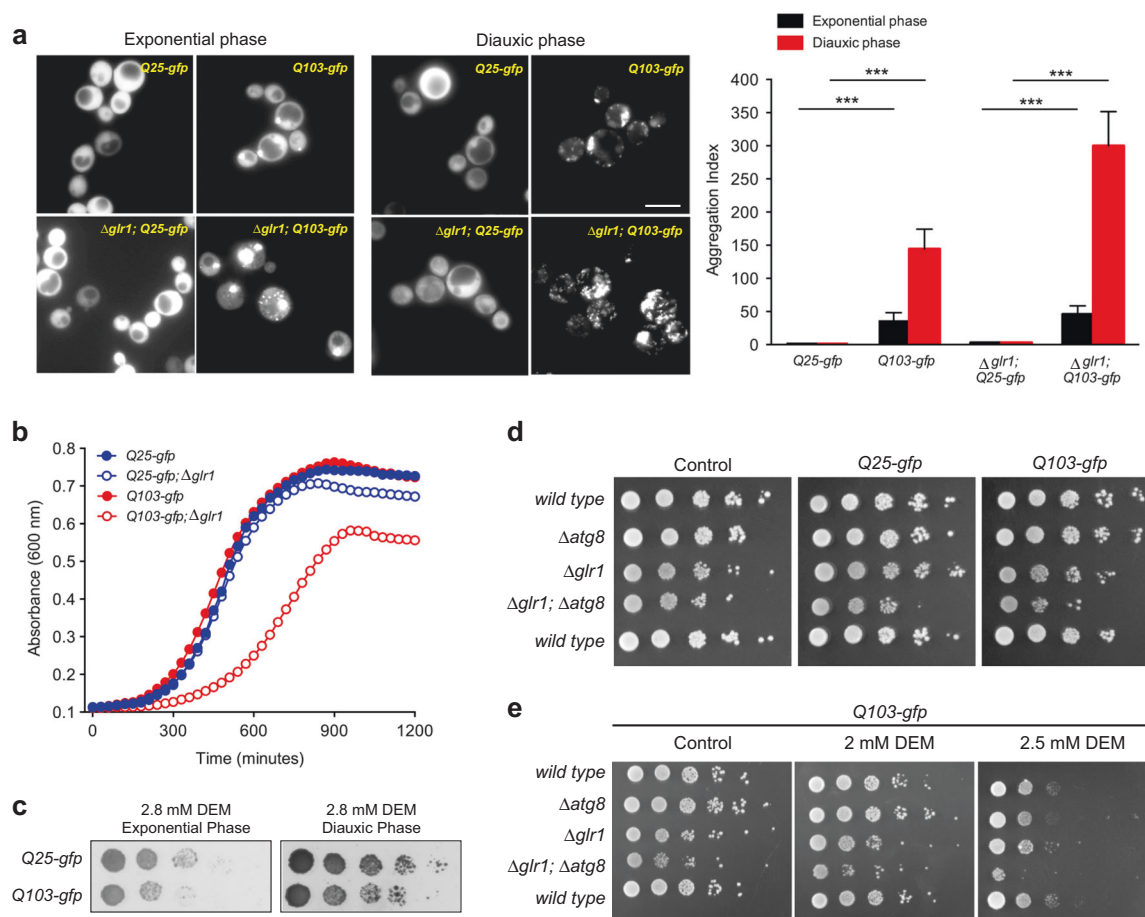 a
Exponential phase
Diauxic phase
Q25-gfp
Q103-gfp
Q25-gfp
Q103-gfp
Δglr1; Q25-gfp
Δglr1; Q103-gfp
Δglr1; Q25-gfp
Δglr1; Q103-gfp
Exponential phase
Diauxic phase
Aggregation Index
400
350
300
250
200
150
100
50
0
***
***
***
***
Q25-gfp
Q103-gfp
Δglr1;
Q25-gfp
Δglr1;
Q103-gfp
b
Q25-gfp
Q25-gfp;Δglr1
Q103-gfp
Q103-gfp;Δglr1
Absorbance (600 nm)
0.8
0.7
0.6
0.5
0.4
0.3
0.2
0.1
0
300
600
900
1200
Time (minutes)
c
2.8 mM DEM
Exponential Phase
2.8 mM DEM
Diauxic Phase
Q25-gfp
Q103-gfp
d
Control
Q25-gfp
Q103-gfp
wild type
Δatg8
Δglr1
Δglr1; Δatg8
wild type
e
Q103-gfp
Control
2 mM DEM
2.5 mM DEM
wild type
Δatg8
Δglr1
Δglr1; Δatg8
wild type